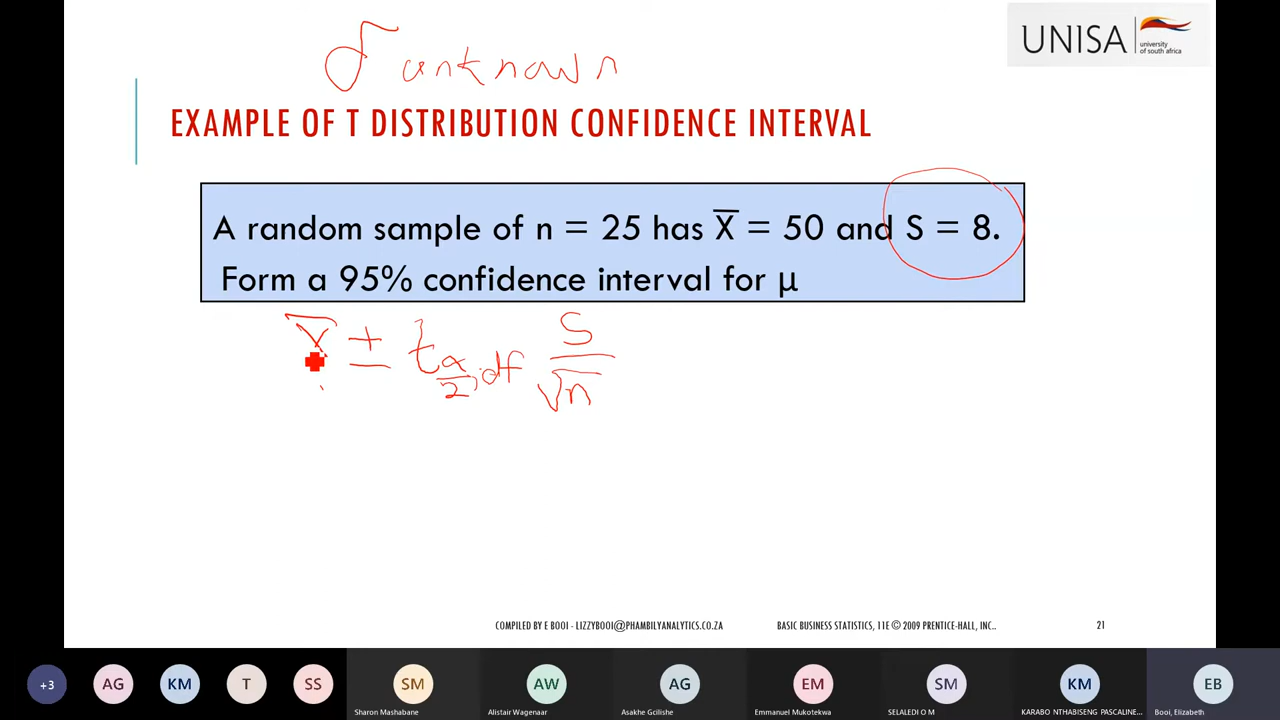 UNISA
university
of south africa
σ unknown
EXAMPLE OF T DISTRIBUTION CONFIDENCE INTERVAL
A random sample of n = 25 has X̅ = 50 and S = 8.
Form a 95% confidence interval for μ
X̅ ± t α/2; df S/√n
COMPILED BY E BOOI - LIZZYBOOI@PHAMBILYANALYTICS.CO.ZA
BASIC BUSINESS STATISTICS, 11E © 2009 PRENTICE-HALL, INC..
21
+3
AG
KM
T
SS
SM
Sharon Mashabane
AW
Alistair Wagenaar
AG
Asakhe Gcilishe
EM
Emmanuel Mukotekwa
SM
SELALEDI O M
KM
KARABO NTHABISENG PASCALINE...
EB
Booi, Elizabeth